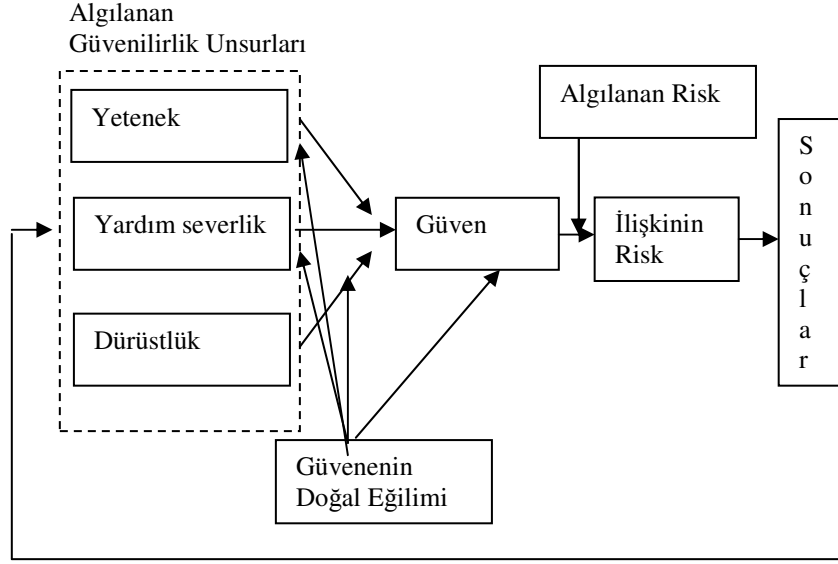 Algılanan
Güvenilirlik Unsurları
Yetenek
Yardım severlik
Dürüstlük
Güvenenin
Doğal Eğilimi
Güven
Algılanan Risk
İlişkinin
Risk
S
o
n
u
ç
l
a
r